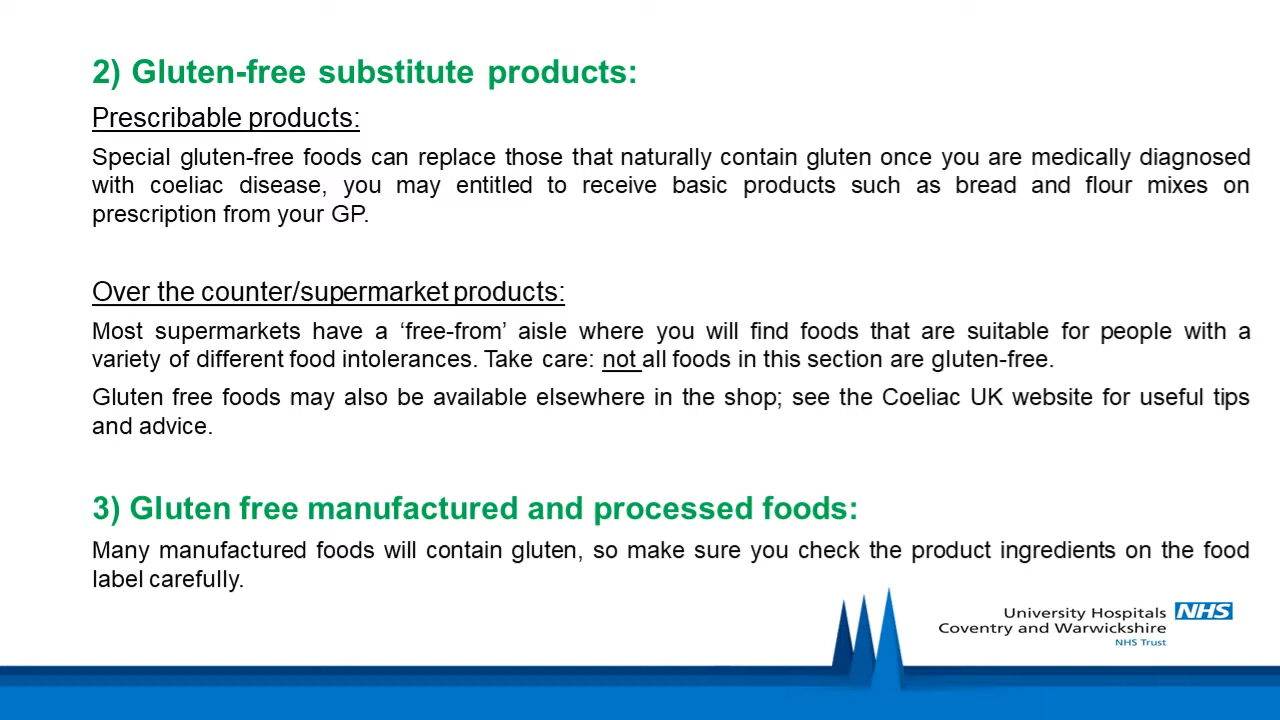 2) Gluten-free substitute products:
Prescribable products:
Special gluten-free foods can replace those that naturally contain gluten once you are medically diagnosed
with coeliac disease, you may entitled to receive basic products such as bread and flour mixes on
prescription from your GP.
Over the counter/supermarket products:
Most supermarkets have a ‘free-from’ aisle where you will find foods that are suitable for people with a
variety of different food intolerances. Take care: not all foods in this section are gluten-free.
Gluten free foods may also be available elsewhere in the shop; see the Coeliac UK website for useful tips
and advice.
3) Gluten free manufactured and processed foods:
Many manufactured foods will contain gluten, so make sure you check the product ingredients on the food
label carefully.
University Hospitals NHS
Coventry and Warwickshire
NHS Trust